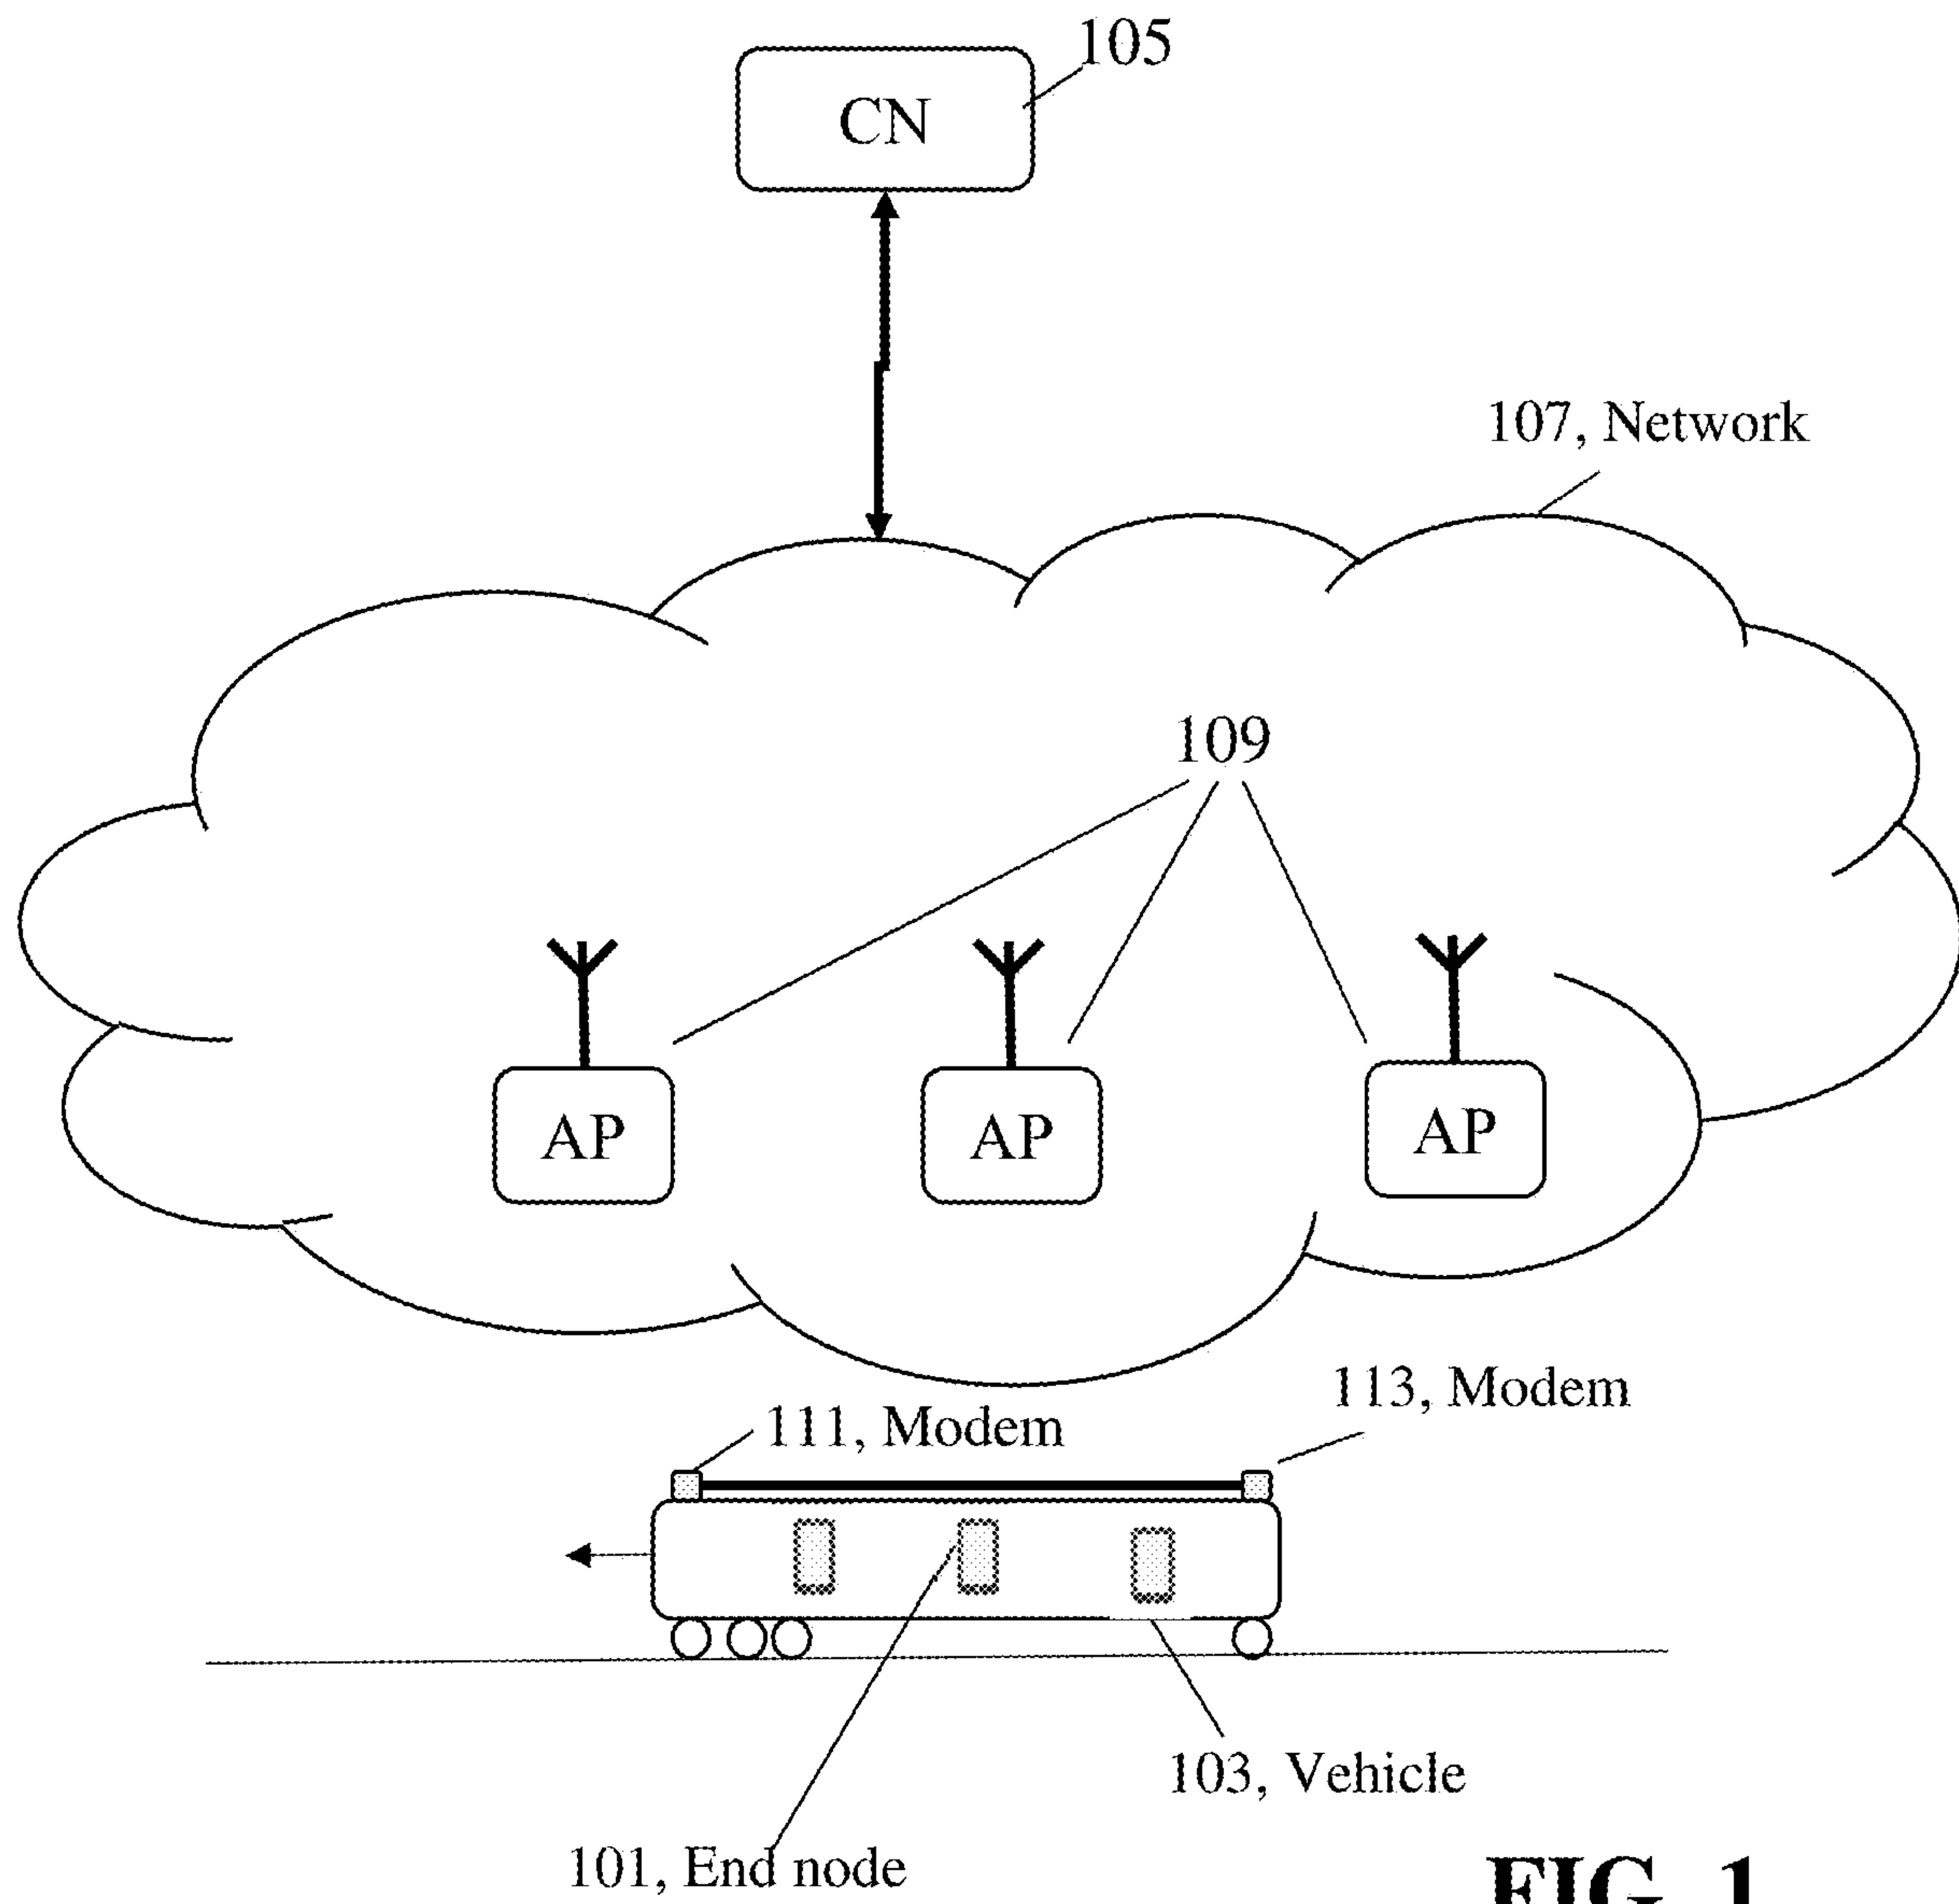 105
CN
107, Network
109
AP
AP
AP
113, Modem
111, Modem
103, Vehicle
101, End node
FIG. 1